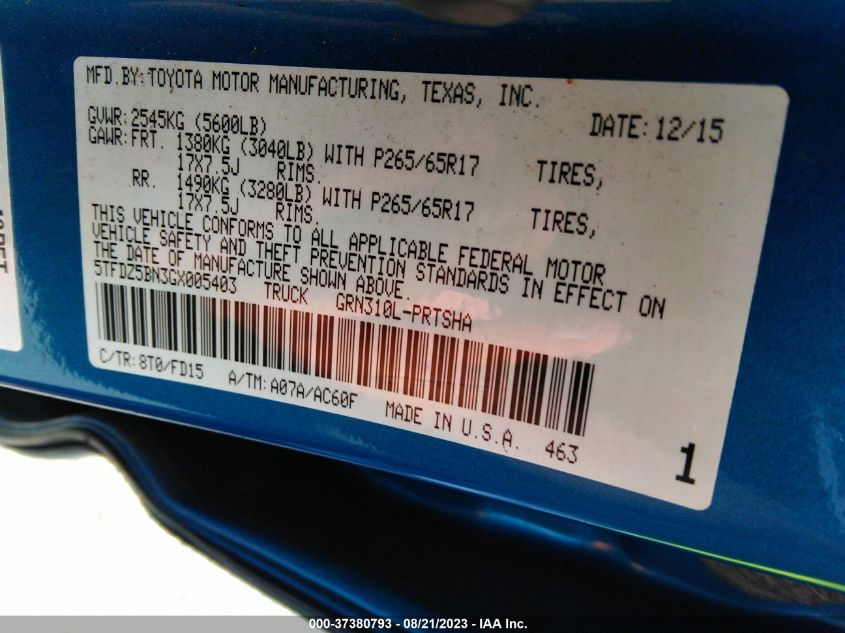 MFD.BY:TOYOTA MOTOR MANUFACTURING, TEXAS, INC.
DATE:12/15
GVWR:2545KG (5600LB)
GAWR:FRT. 1380KG (3040LB) WITH P265/65R17 TIRES,
17X7.5J RIMS.
RR. 1490KG (3280LB) WITH P265/65R17 TIRES,
17X7.5J RIMS.
THIS VEHICLE CONFORMS TO ALL APPLICABLE FEDERAL MOTOR
VEHICLE SAFETY AND THEFT PREVENTION STANDARDS IN EFFECT ON
THE DATE OF MANUFACTURE SHOWN ABOVE.
5TFDZ5BN3GX005403 TRUCK GRN310L-PRTSHA
C/TR:8T0/FD15 A/TM:A07A/AC60F MADE IN U.S.A. 463
1
000-37380793 - 08/21/2023 - IAA Inc.